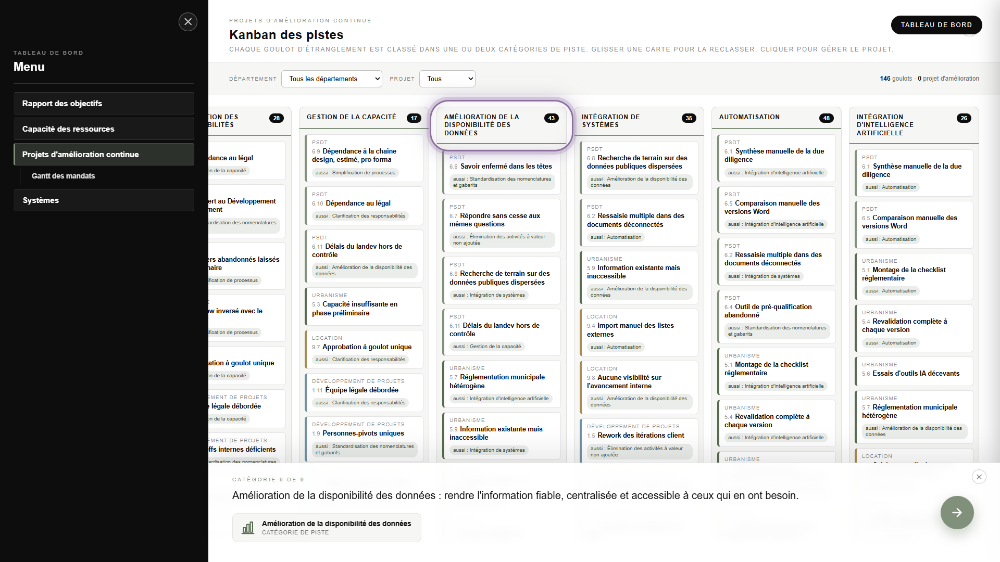 TABLEAU DE BORD
Menu
Rapport des objectifs
Capacité des ressources
Projets d'amélioration continue
Gantt des mandats
Systèmes
PROJETS D'AMÉLIORATION CONTINUE
Kanban des pistes
CHAQUE GOULOT D'ÉTRANGLEMENT EST CLASSÉ DANS UNE OU DEUX CATÉGORIES DE PISTE. GLISSER UNE CARTE POUR LA RECLASSER, CLIQUER POUR GÉRER LE PROJET.
TABLEAU DE BORD
DÉPARTEMENT
Tous les départements
PROJET
Tous
146 goulots · 0 projet d'amélioration
28
on de la capacité
ment
ardisation des nomenclatures
ification de processus
ow inversé avec le
ification de processus
ation à goulot unique
on de la capacité
légale débordée
on de la capacité
ffs internes déficients
GESTION DE LA CAPACITÉ
17
PSDT
6.9 Dépendance à la chaîne
design, estimé, pro forma
aussi : Simplification de processus
PSDT
6.10 Dépendance au légal
aussi : Clarification des responsabilités
PSDT
6.11 Délais du landev hors de
contrôle
aussi : Amélioration de la disponibilité des
données
URBANISME
5.3 Capacité insuffisante en
phase préliminaire
LOCATION
9.7 Approbation à goulot unique
aussi : Clarification des responsabilités
DÉVELOPPEMENT DE PROJETS
1.11 Équipe légale débordée
aussi : Clarification des responsabilités
DÉVELOPPEMENT DE PROJETS
1.9 Personnes-pivots uniques
aussi : Standardisation des nomenclatures
et gabarits
AMÉLIORATION DE LA
DISPONIBILITÉ DES
DONNÉES
43
PSDT
6.6 Savoir enfermé dans les têtes
aussi : Standardisation des nomenclatures
et gabarits
PSDT
6.7 Répondre sans cesse aux
mêmes questions
aussi : Élimination des activités à valeur
non ajoutée
PSDT
6.8 Recherche de terrain sur des
données publiques dispersées
aussi : Intégration de systèmes
PSDT
6.11 Délais du landev hors de
contrôle
aussi : Gestion de la capacité
URBANISME
5.7 Réglementation municipale
hétérogène
aussi : Intégration d'intelligence artificielle
URBANISME
5.9 Information existante mais
inaccessible
aussi : Intégration de systèmes
INTÉGRATION DE
SYSTÈMES
35
PSDT
6.8 Recherche de terrain sur des
données publiques dispersées
aussi : Amélioration de la disponibilité des
données
PSDT
6.2 Ressaisie multiple dans des
documents déconnectés
aussi : Automatisation
URBANISME
5.9 Information existante mais
inaccessible
aussi : Amélioration de la disponibilité des
données
LOCATION
9.4 Import manuel des listes
externes
aussi : Automatisation
LOCATION
9.8 Aucune visibilité sur
l'avancement interne
aussi : Amélioration de la disponibilité des
données
DÉVELOPPEMENT DE PROJETS
1.5 Rework des itérations client
aussi : Élimination des activités à valeur
non ajoutée
AUTOMATISATION
48
PSDT
6.1 Synthèse manuelle de la due
diligence
aussi : Intégration d'intelligence artificielle
PSDT
6.5 Comparaison manuelle des
versions Word
aussi : Intégration d'intelligence artificielle
PSDT
6.2 Ressaisie multiple dans des
documents déconnectés
aussi : Intégration de systèmes
PSDT
6.4 Outil de pré-qualification
abandonné
aussi : Standardisation des nomenclatures
et gabarits
URBANISME
5.1 Montage de la checklist
réglementaire
aussi : Intégration d'intelligence artificielle
URBANISME
5.4 Revalidation complète à
chaque version
aussi : Intégration d'intelligence artificielle
URBANISME
INTÉGRATION
D'INTELLIGENCE
ARTIFICIELLE
26
PSDT
6.1 Synthèse manuelle de la due
diligence
aussi : Automatisation
PSDT
6.5 Comparaison manuelle des
versions Word
aussi : Automatisation
URBANISME
5.1 Montage de la checklist
réglementaire
aussi : Automatisation
URBANISME
5.4 Revalidation complète à
chaque version
aussi : Automatisation
URBANISME
5.6 Essais d'outils IA décevants
URBANISME
5.7 Réglementation municipale
hétérogène
aussi : Amélioration de la disponibilité des
données
LOCATION
CATÉGORIE 6 DE 9
Amélioration de la disponibilité des données : rendre l'information fiable, centralisée et accessible à ceux qui en ont besoin.
Amélioration de la disponibilité des données
CATÉGORIE DE PISTE